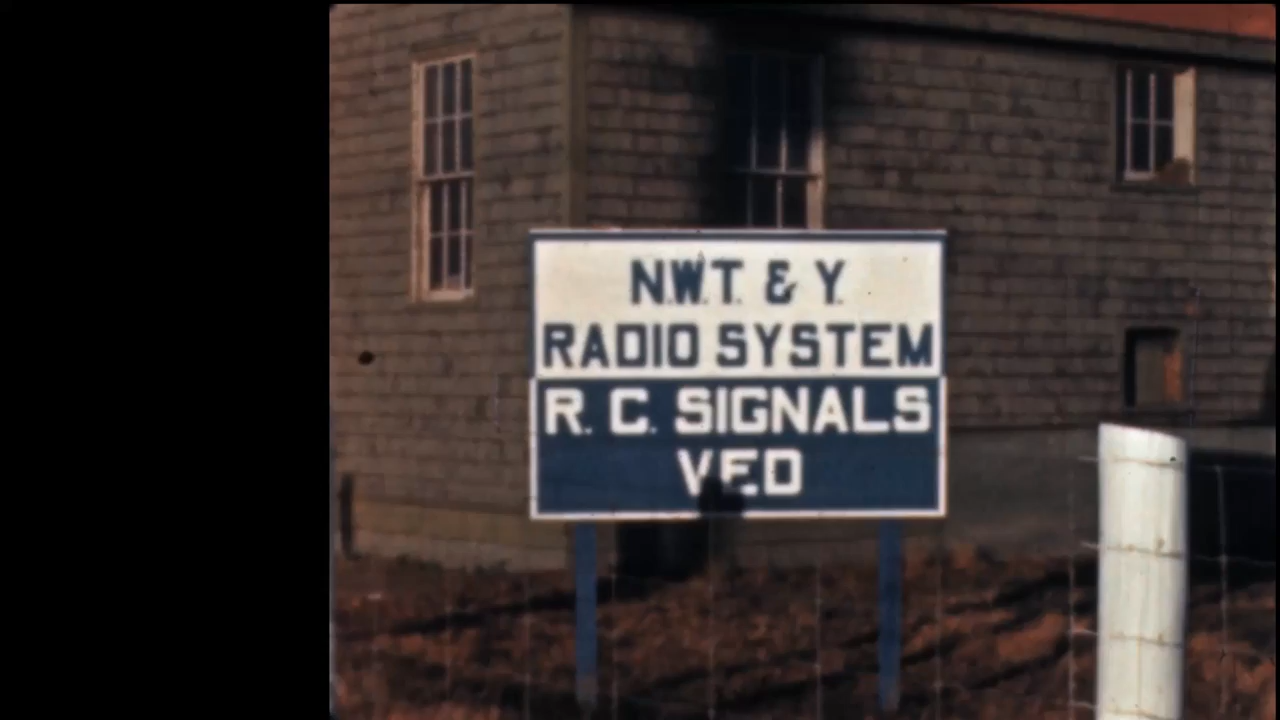 N.W.T. & Y.
RADIO SYSTEM
R. C. SIGNALS
VED